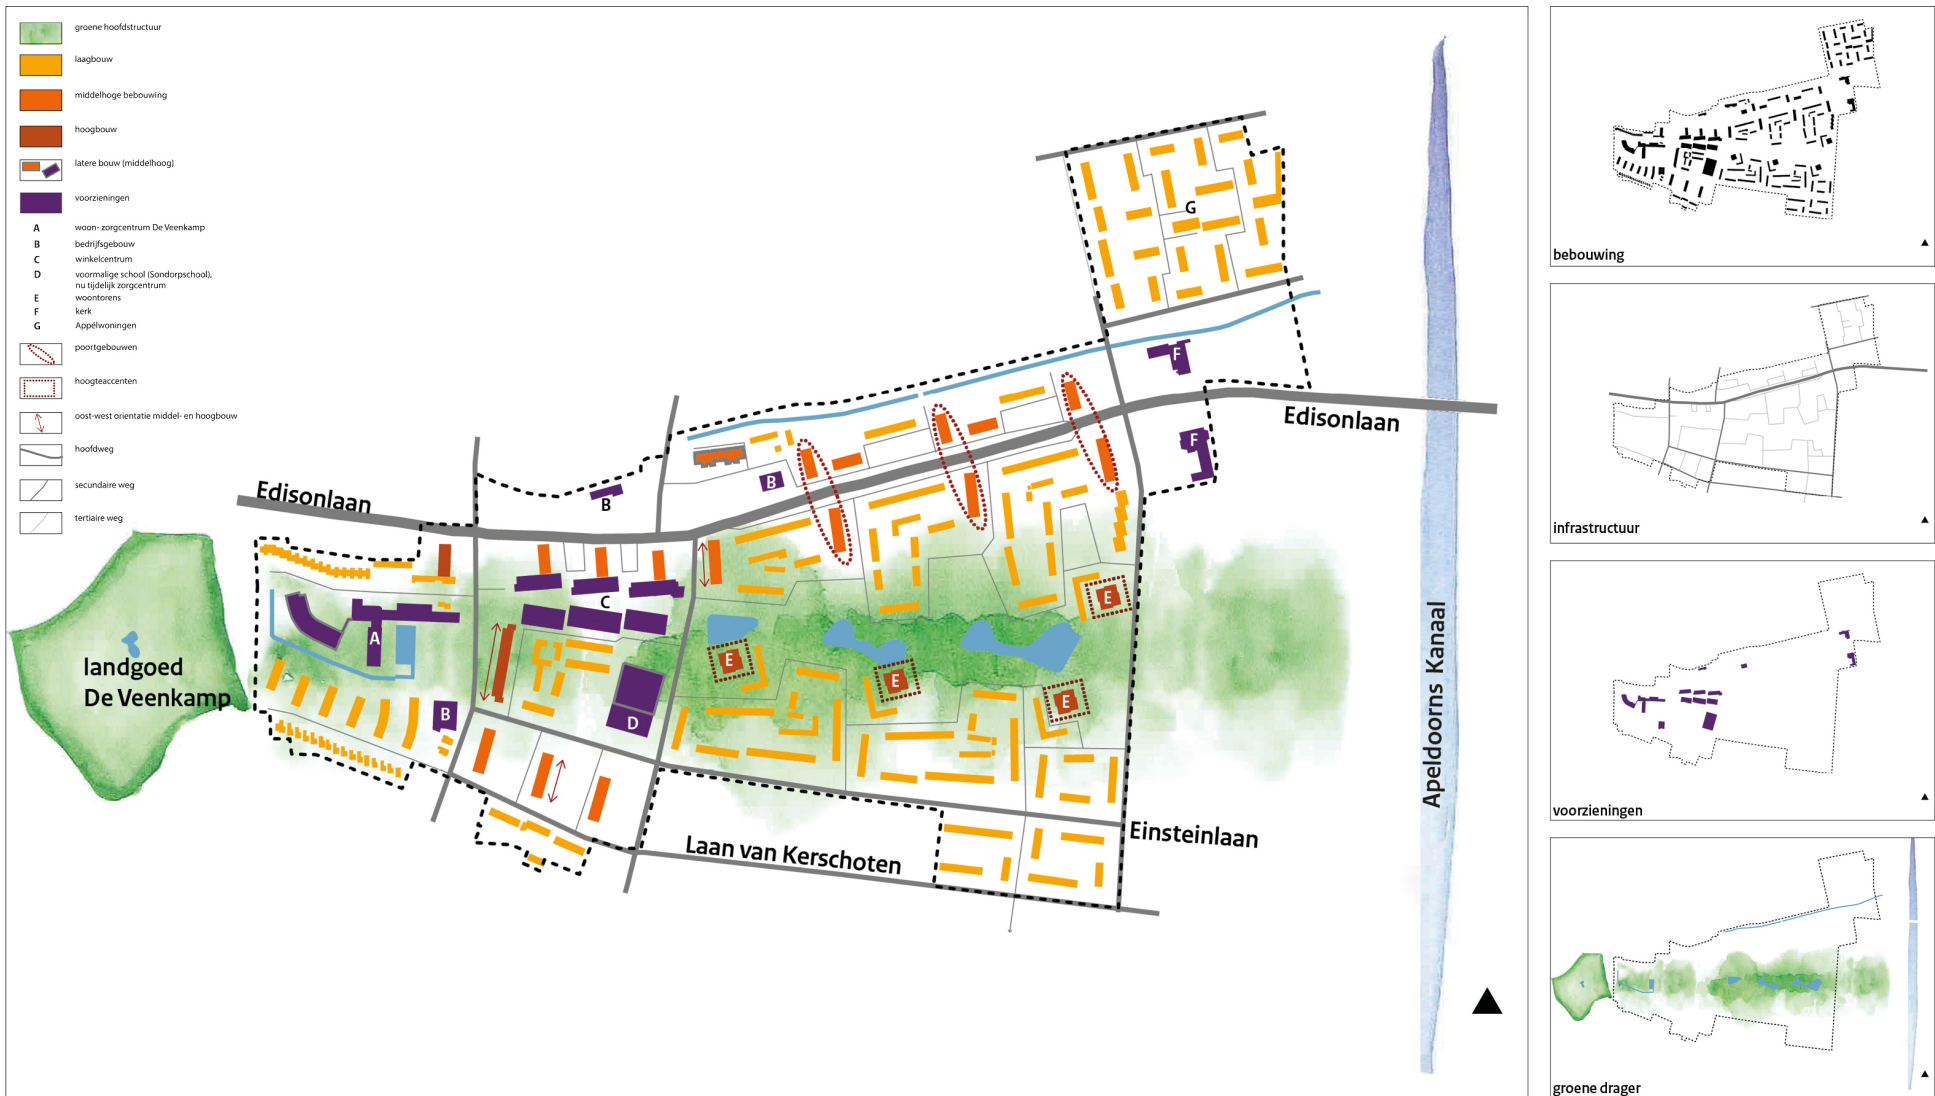 groene hoofdstructuur
laagbouw
middelhoge bebouwing
hoogbouw
latere bouw (middelhoog)
voorzieningen
A woon- zorgcentrum De Veenkamp
B bedrijfsgebouw
C winkelcentrum
D voormalige school (Sondorpschool),
nu tijdelijk zorgcentrum
E woontorens
F kerk
G Appélwoningen
poortgebouwen
hoogteaccenten
oost-west orientatie middel- en hoogbouw
hoofdweg
secundaire weg
tertiaire weg
G
F
Edisonlaan
F
B
Edisonlaan
B
E
C
A
landgoed
De Veenkamp
E
E
E
B
D
Apeldoorns Kanaal
Einsteinlaan
Laan van Kerschoten
bebouwing
infrastructuur
voorzieningen
groene drager